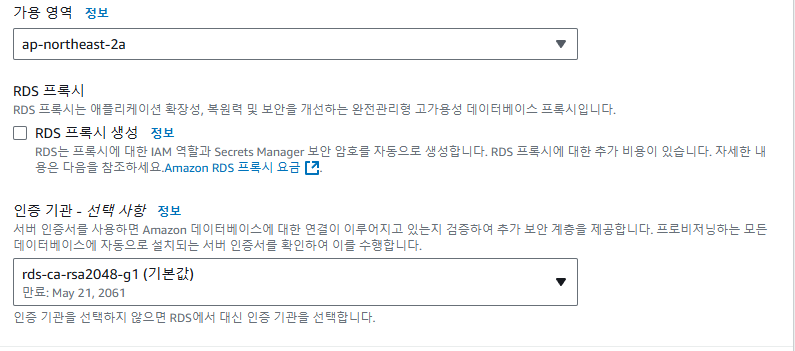 가용 영역 정보
ap-northeast-2a
RDS 프록시
RDS 프록시는 애플리케이션 확장성, 복원력 및 보안을 개선하는 완전관리형 고가용성 데이터베이스 프록시입니다.
RDS 프록시 생성 정보
RDS는 프록시에 대한 IAM 역할과 Secrets Manager 보안 암호를 자동으로 생성합니다. RDS 프록시에 대한 추가 비용이 있습니다. 자세한 내
용은 다음을 참조하세요.Amazon RDS 프록시 요금 .
인증 기관 - 선택 사항 정보
서버 인증서를 사용하면 Amazon 데이터베이스에 대한 연결이 이루어지고 있는지 검증하여 추가 보안 계층을 제공합니다. 프로비저닝하는 모든
데이터베이스에 자동으로 설치되는 서버 인증서를 확인하여 이를 수행합니다.
rds-ca-rsa2048-g1 (기본값)
만료: May 21, 2061
인증 기관을 선택하지 않으면 RDS에서 대신 인증 기관을 선택합니다.